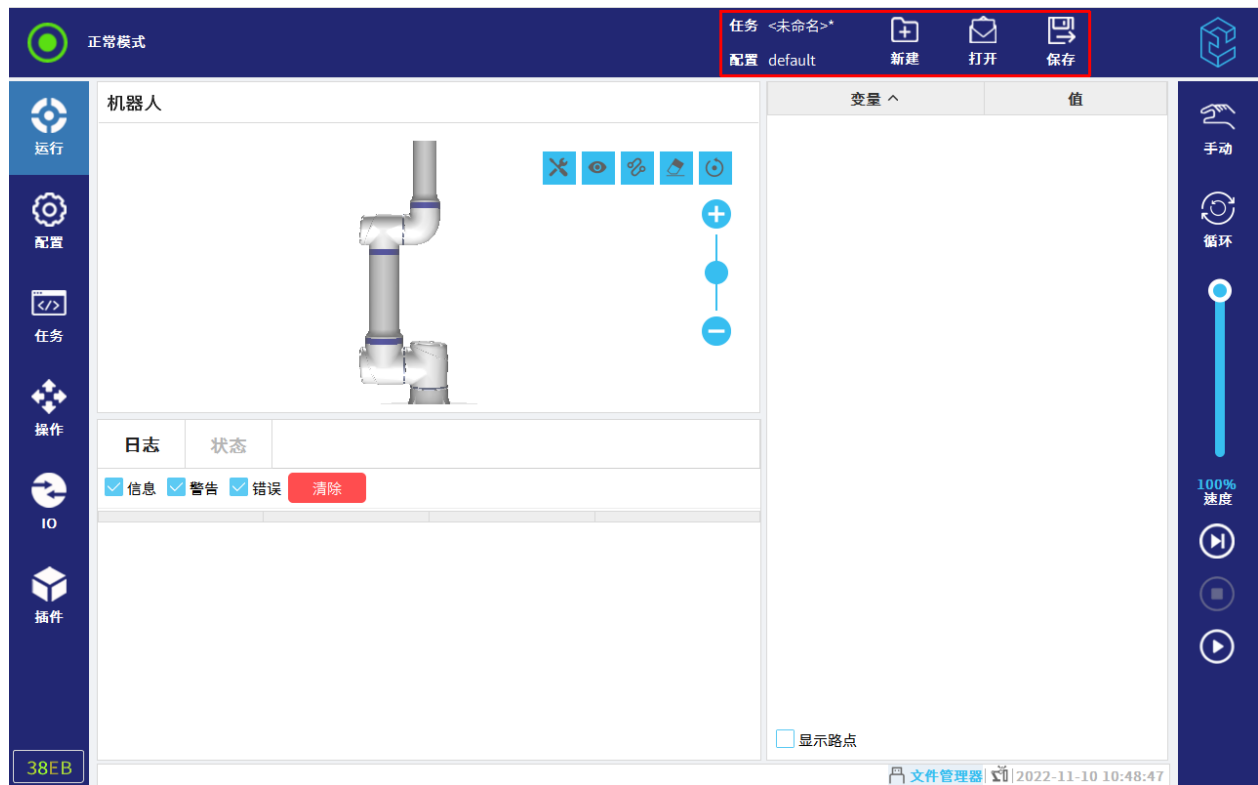 正常模式
任务 <未命名>*
配置 default
新建 打开 保存
运行
配置
任务
操作
IO
插件
38EB
机器人
日志 状态
信息 警告 错误 清除
变量 值
显示路点
文件管理器 2022-11-10 10:48:47
手动
循环
100%
速度